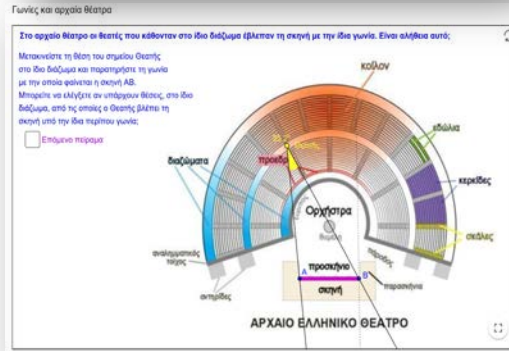 Γωνίες και αρχαία θέατρα
Στο αρχαίο θέατρο οι θεατές που κάθονταν στο ίδιο διάζωμα έβλεπαν τη σκηνή με την ίδια γωνία. Είναι αλήθεια αυτό;
Μετακινείστε τη θέση του σημείου Θεατής
στο ίδιο διάζωμα και παρατηρήστε τη γωνία
με την οποία φαίνεται η σκηνή ΑΒ.
Μπορείτε να ελέγξετε αν υπάρχουν θέσεις, στο ίδιο
διάζωμα, από τις οποίες ο Θεατής βλέπει τη
σκηνή υπό την ίδια περίπου γωνία;
Επόμενο πείραμα
κοίλον
εδώλια
διαζώματα
προεδρ
κερκίδες
Ορχήστρα
θυμέλη
σκάλες
πάροδος
αναλημματικός
τοίχος
προσκήνιο
Α
Β
αντηρίδες
σκηνή
παρασκήνια
ΑΡΧΑΙΟ ΕΛΛΗΝΙΚΟ ΘΕΑΤΡΟ